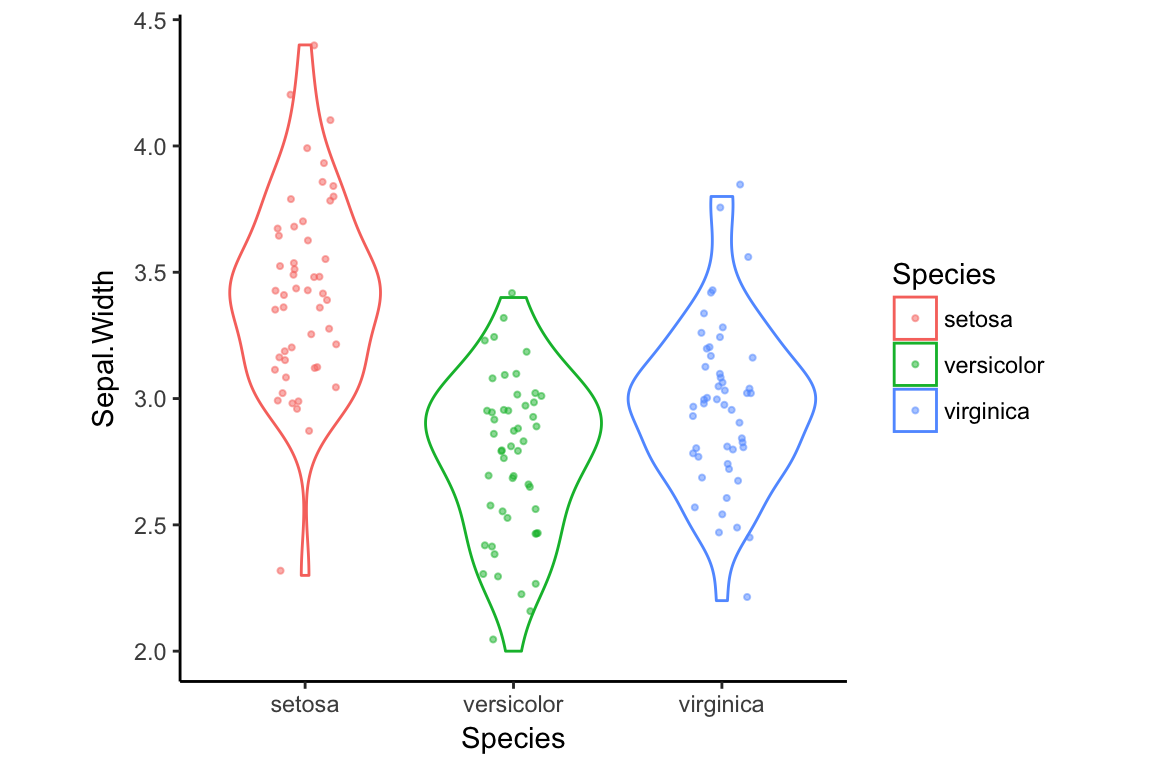 4.5
4.0
3.5
3.0
2.5
2.0
Sepal.Width
setosa
versicolor
virginica
Species
Species
setosa
versicolor
virginica